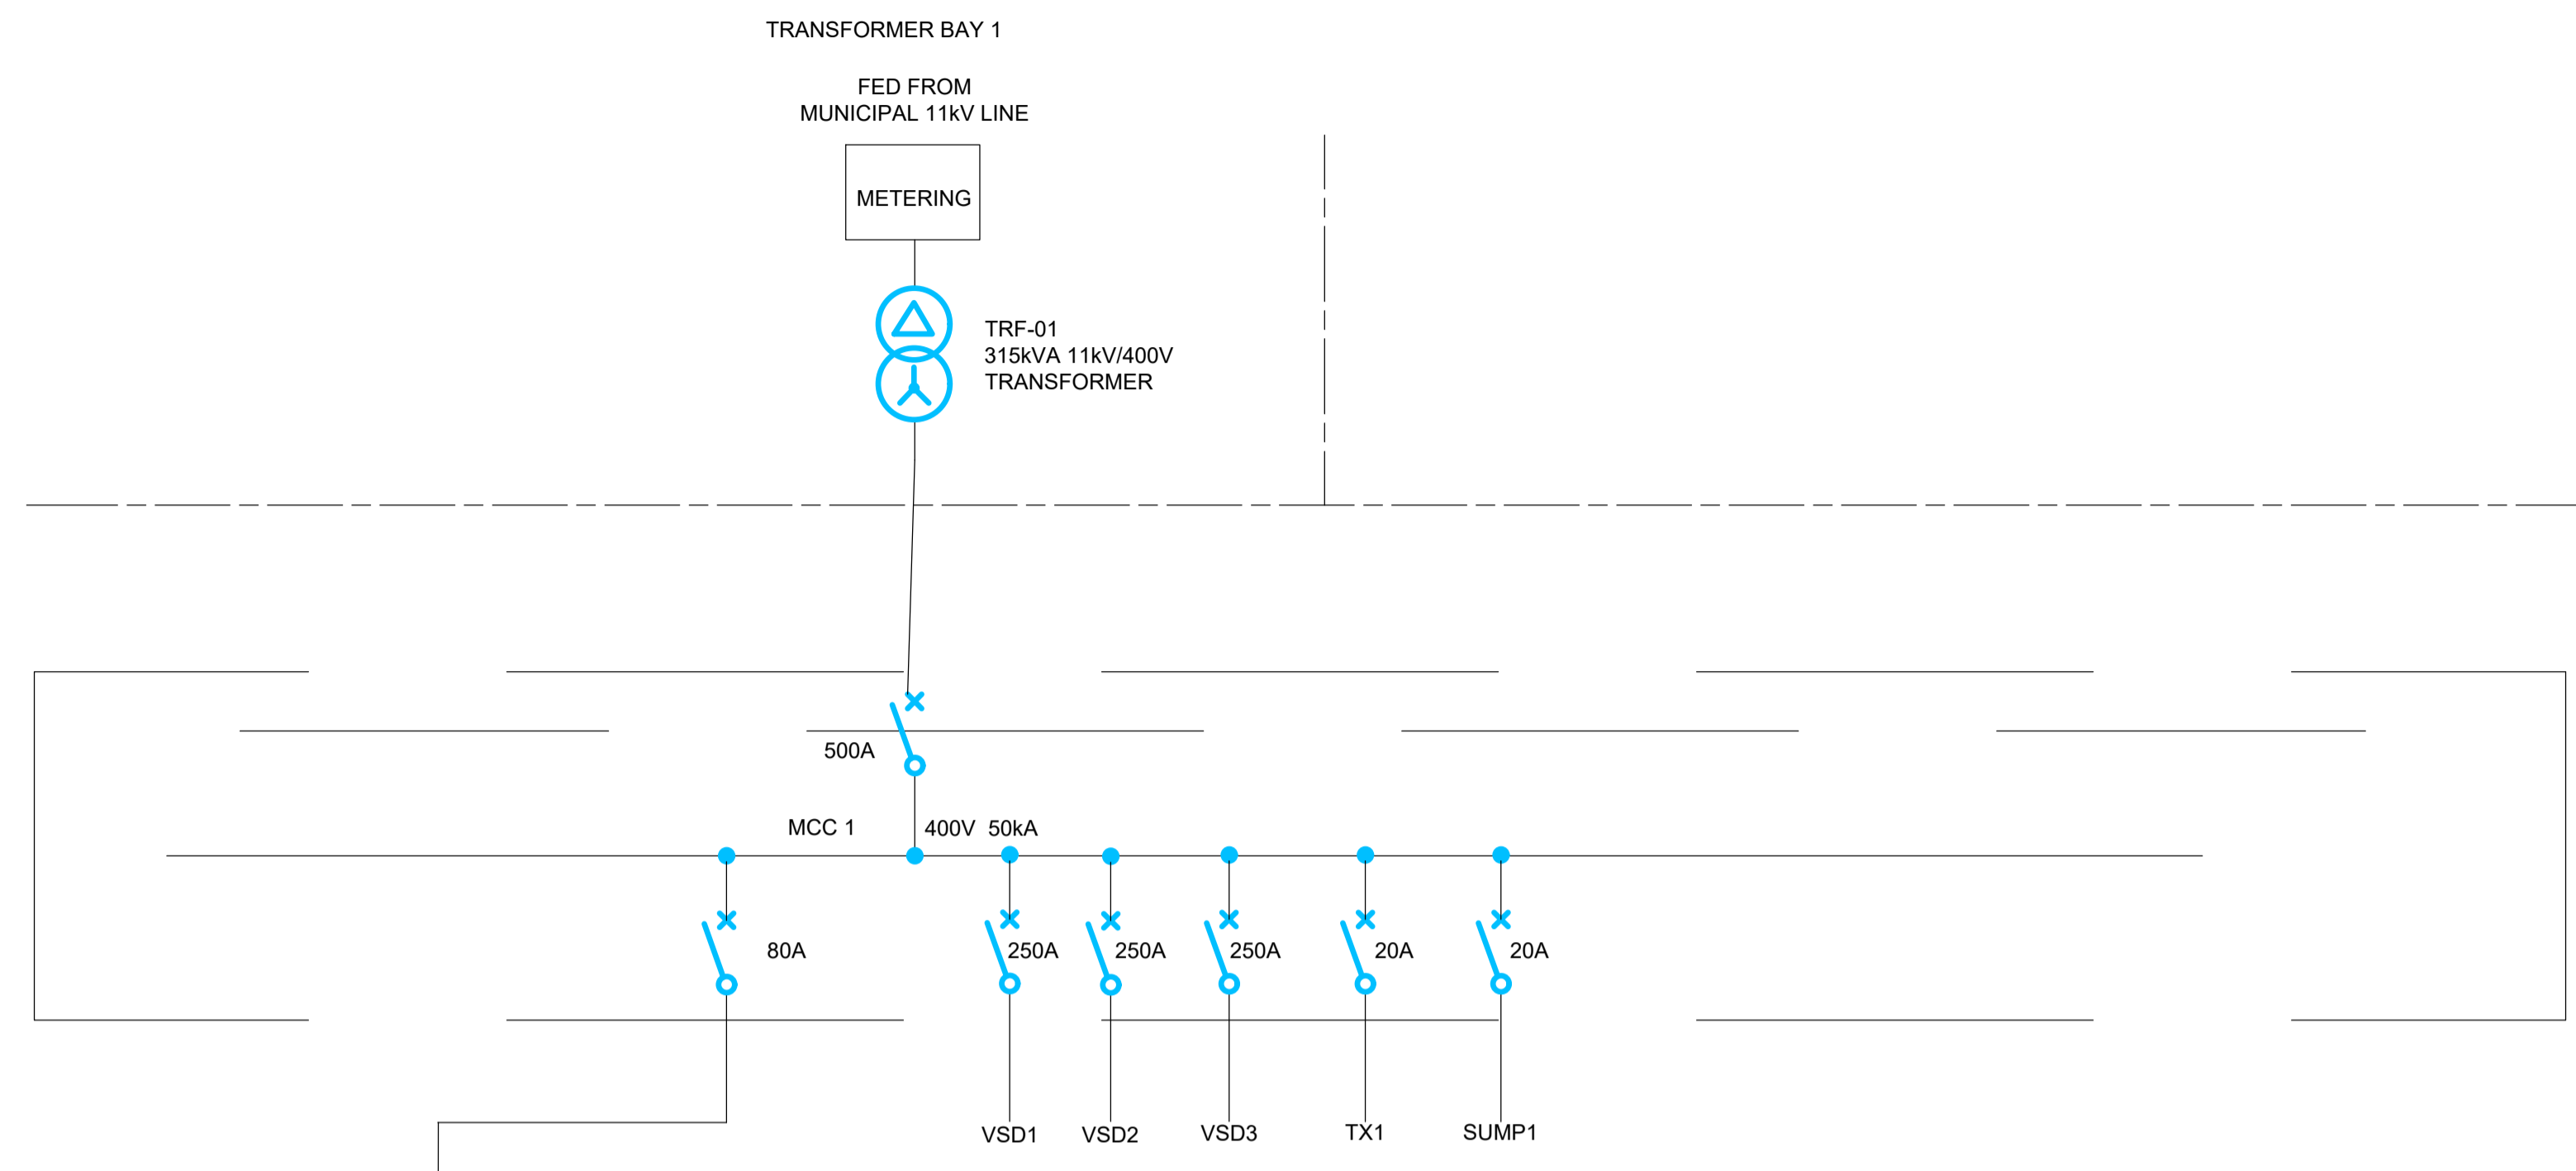 TRANSFORMER BAY 1
FED FROM
MUNICIPAL 11kV LINE
METERING
TRF-01
315kVA 11kV/400V
TRANSFORMER
500A
MCC 1
400V 50kA
80A
250A
250A
250A
20A
20A
VSD1
VSD2
VSD3
TX1
SUMP1